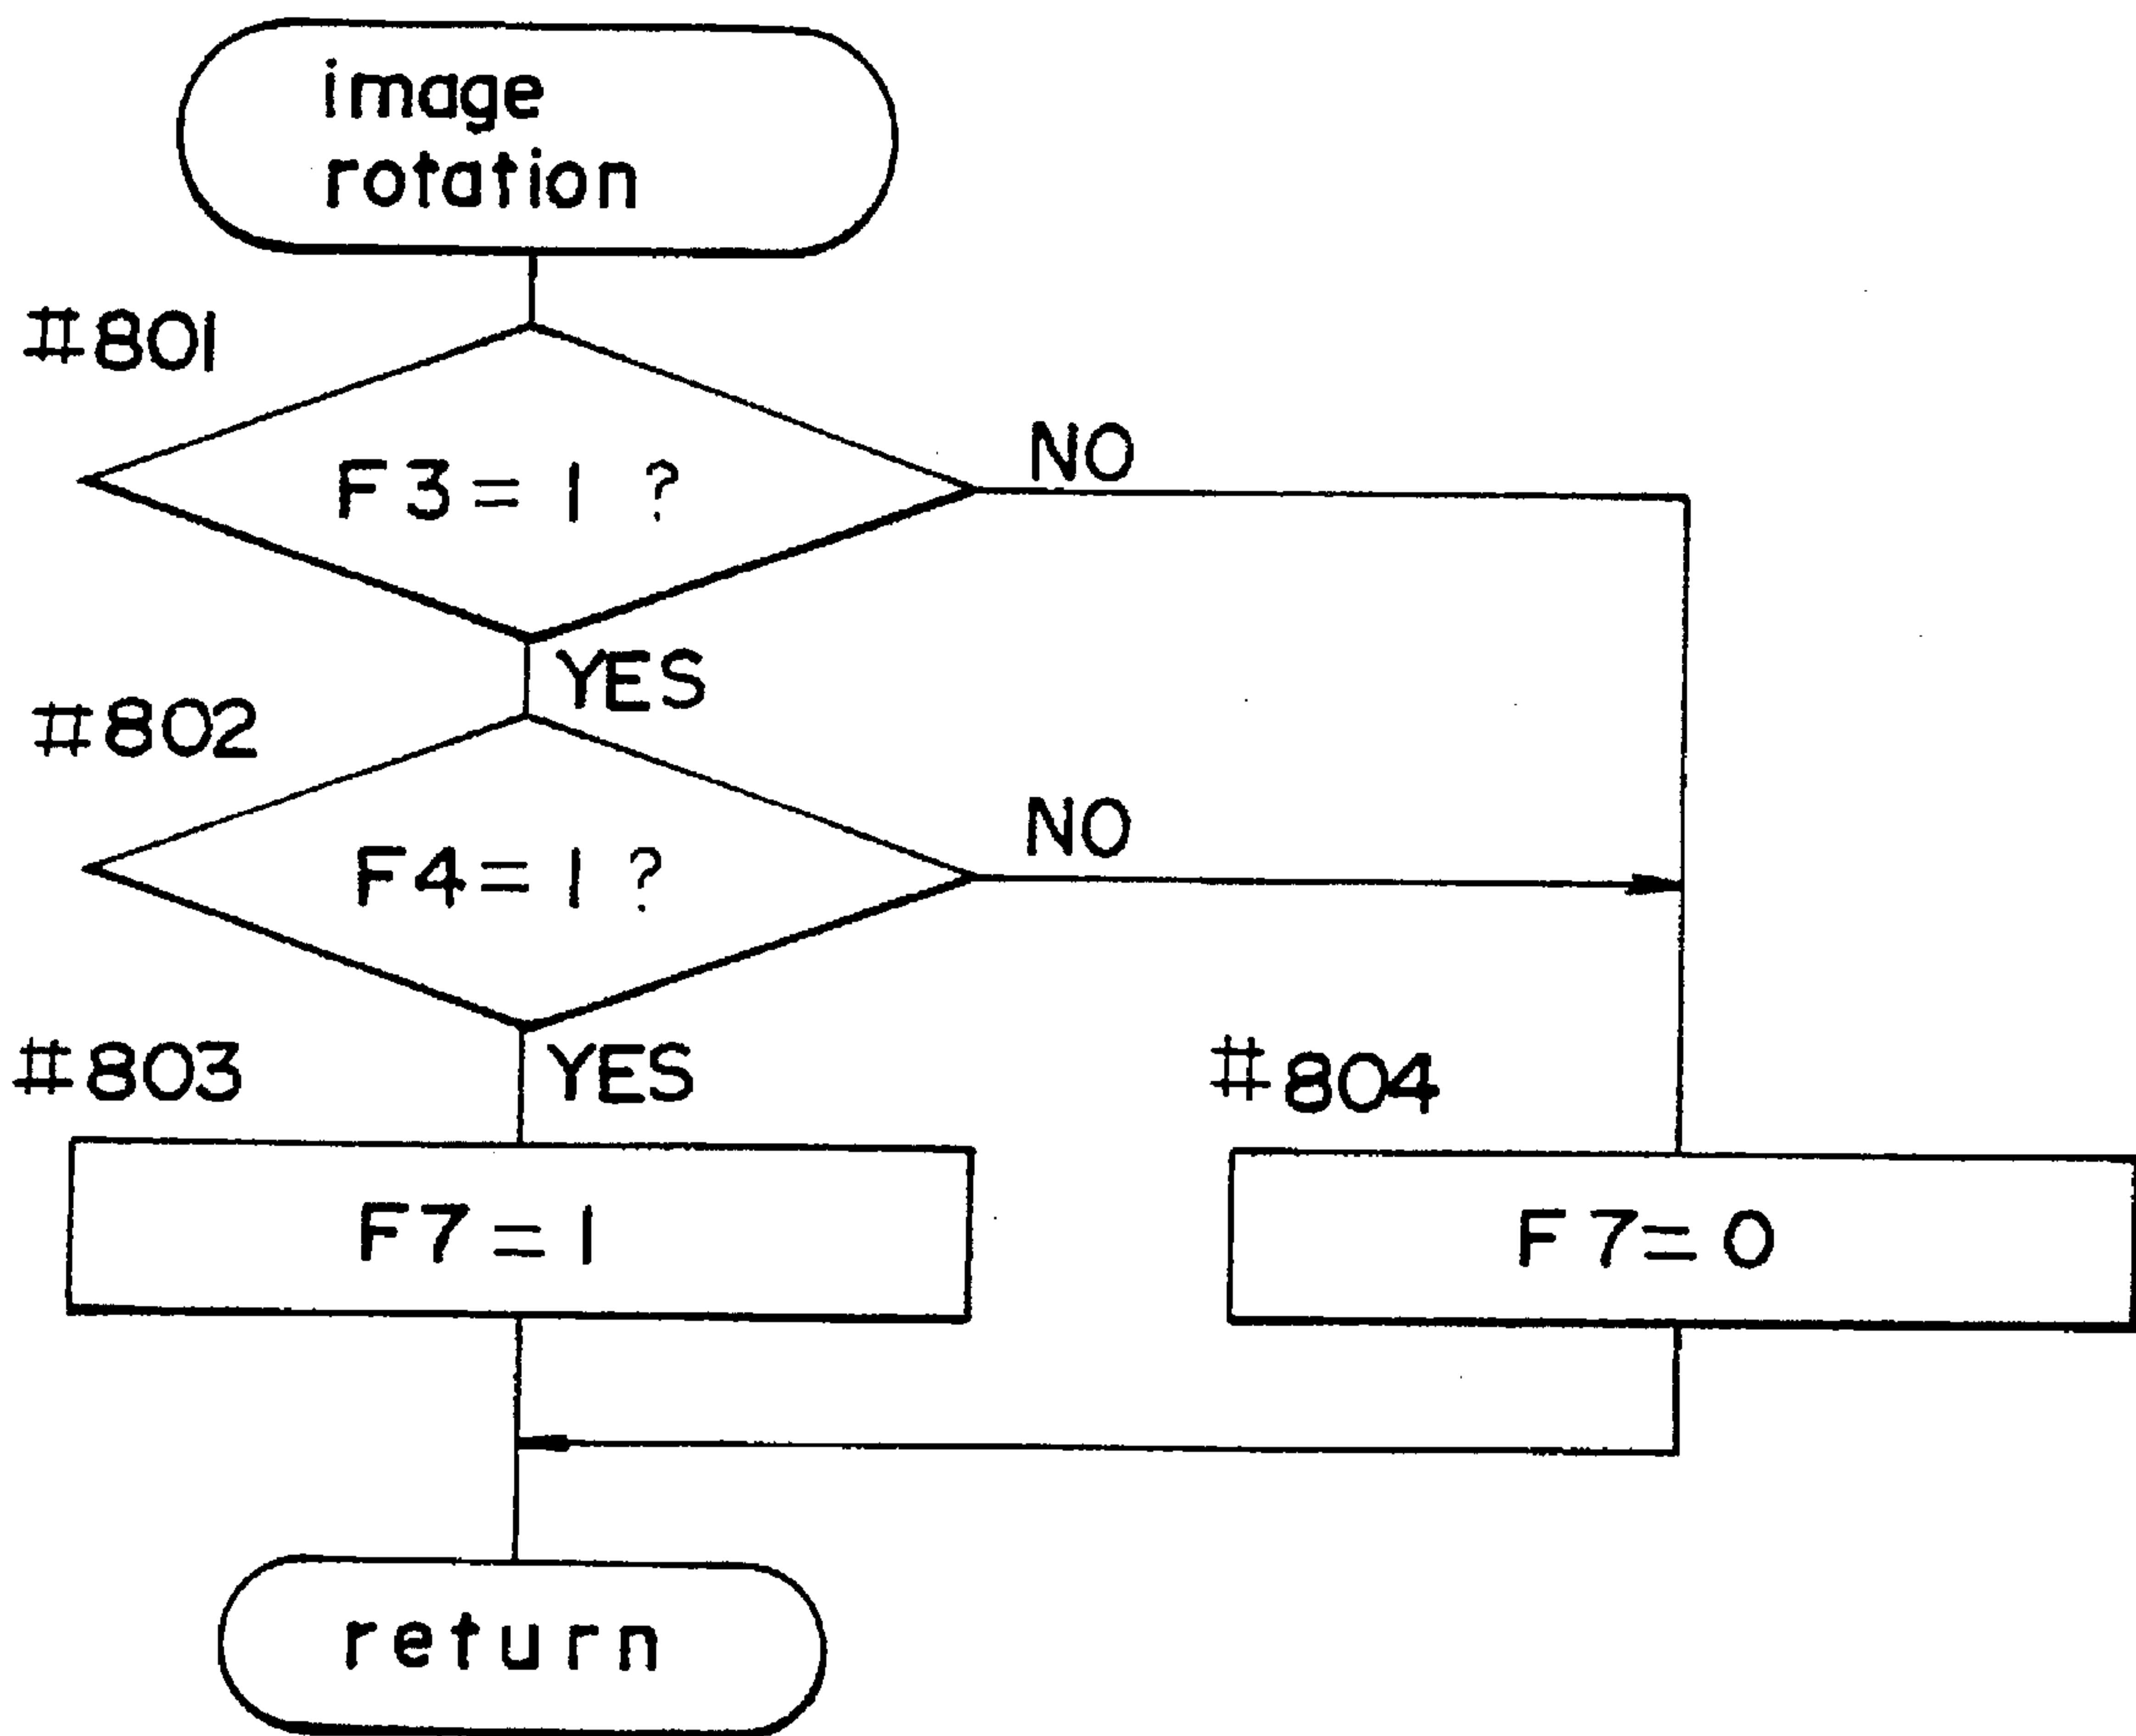 image
rotation
#801
F3=1 ?
NO
YES
#802
F4=1 ?
NO
YES
#803
F7=1
#804
F7=0
return